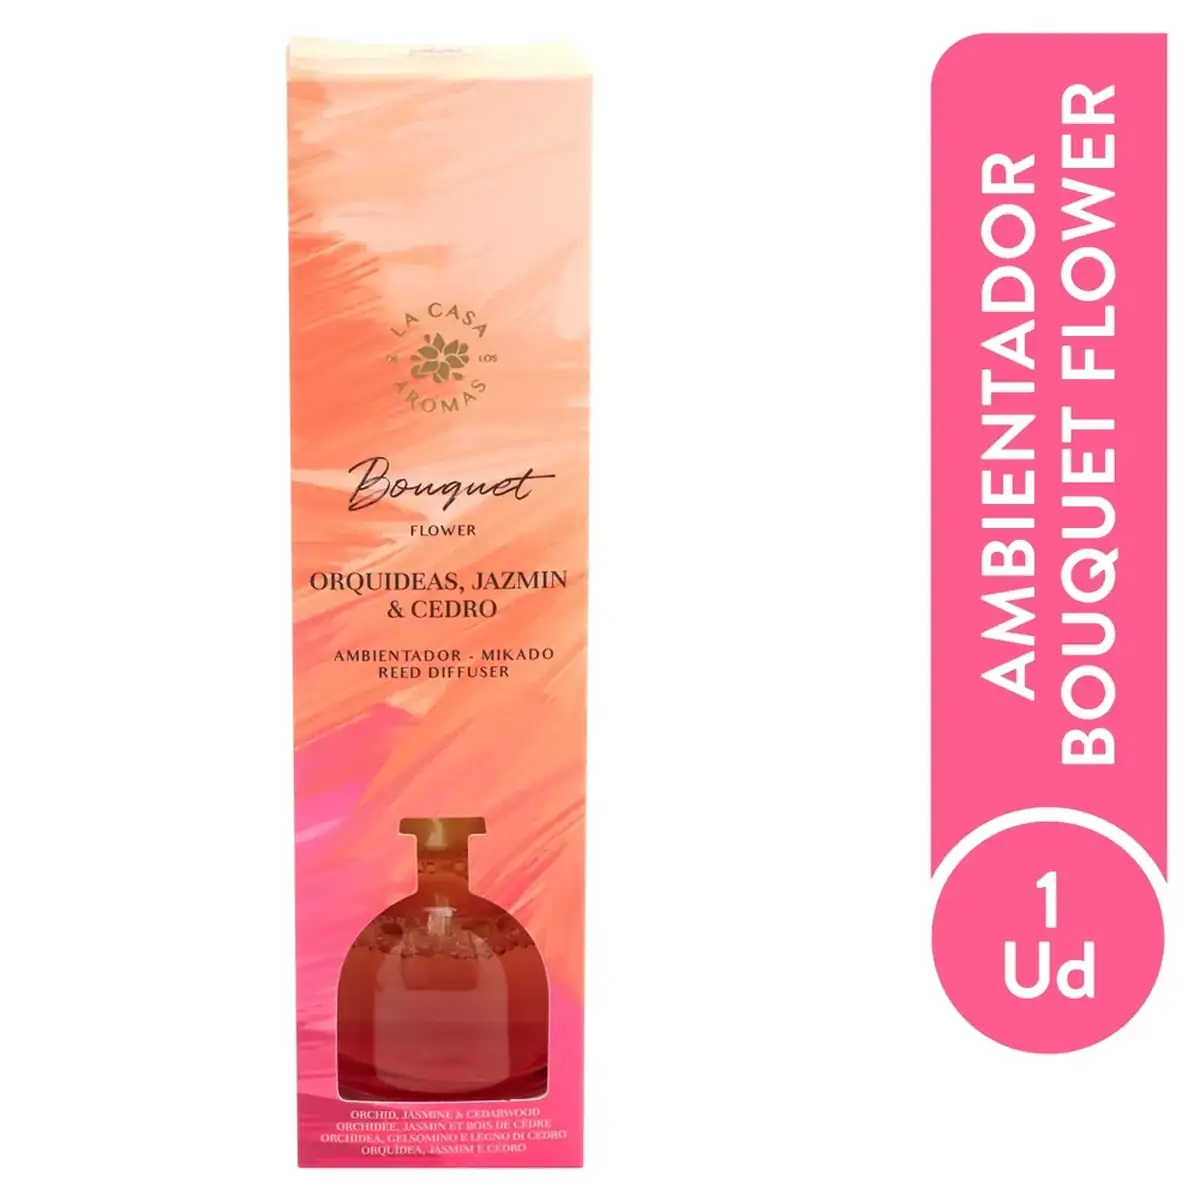 LA CASA
DE LOS
AROMAS
Bouquet
FLOWER
ORQUIDEAS, JAZMIN
& CEDRO
AMBIENTADOR - MIKADO
REED DIFFUSER
ORCHID, JASMINE & CEDARWOOD
ORCHIDÉE, JASMIN ET BOIS DE CÈDRE
ORCHIDEA, GELSOMINO E LEGNO DI CEDRO
ORQUÍDEA, JASMIM E CEDRO
AMBIENTADOR
BOUQUET FLOWER
1
Ud